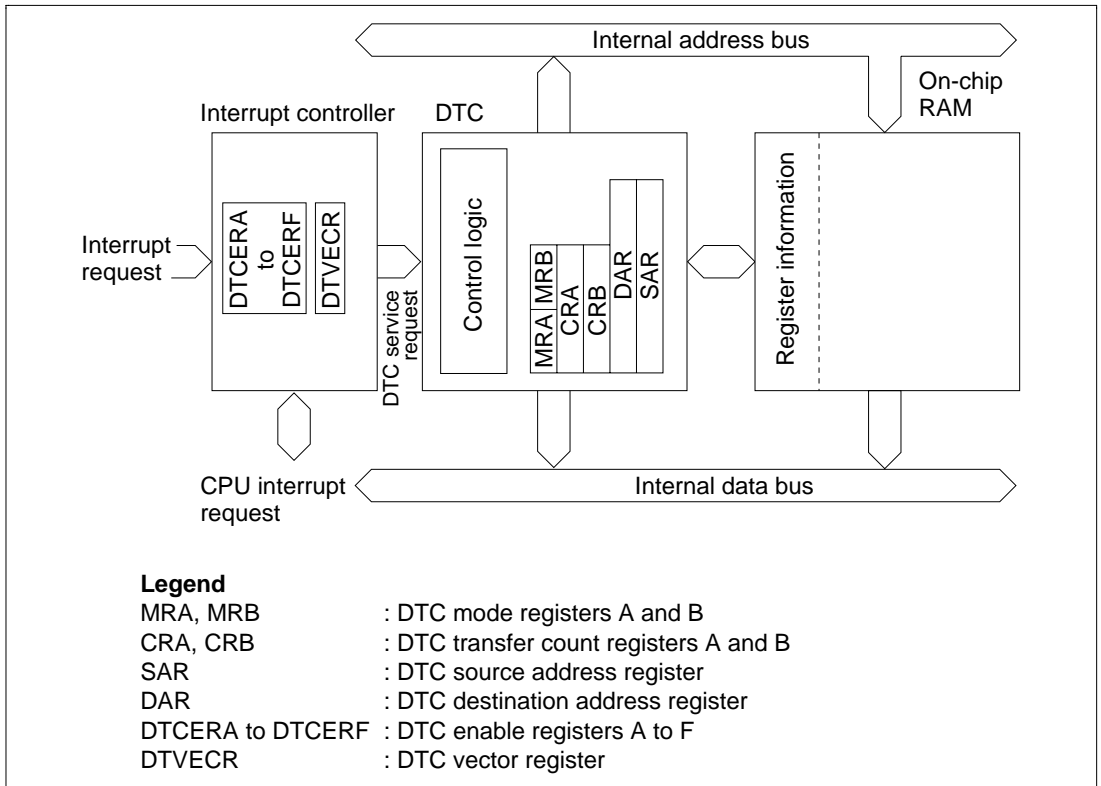 Internal address bus
On-chip
RAM
Interrupt controller
DTC
Interrupt
request
DTCERA
to
DTCERF
DTVECR
DTC service
request
Control logic
MRA
MRB
CRA
CRB
DAR
SAR
Register information
CPU interrupt
request
Internal data bus
Legend
MRA, MRB : DTC mode registers A and B
CRA, CRB : DTC transfer count registers A and B
SAR : DTC source address register
DAR : DTC destination address register
DTCERA to DTCERF : DTC enable registers A to F
DTVECR : DTC vector register